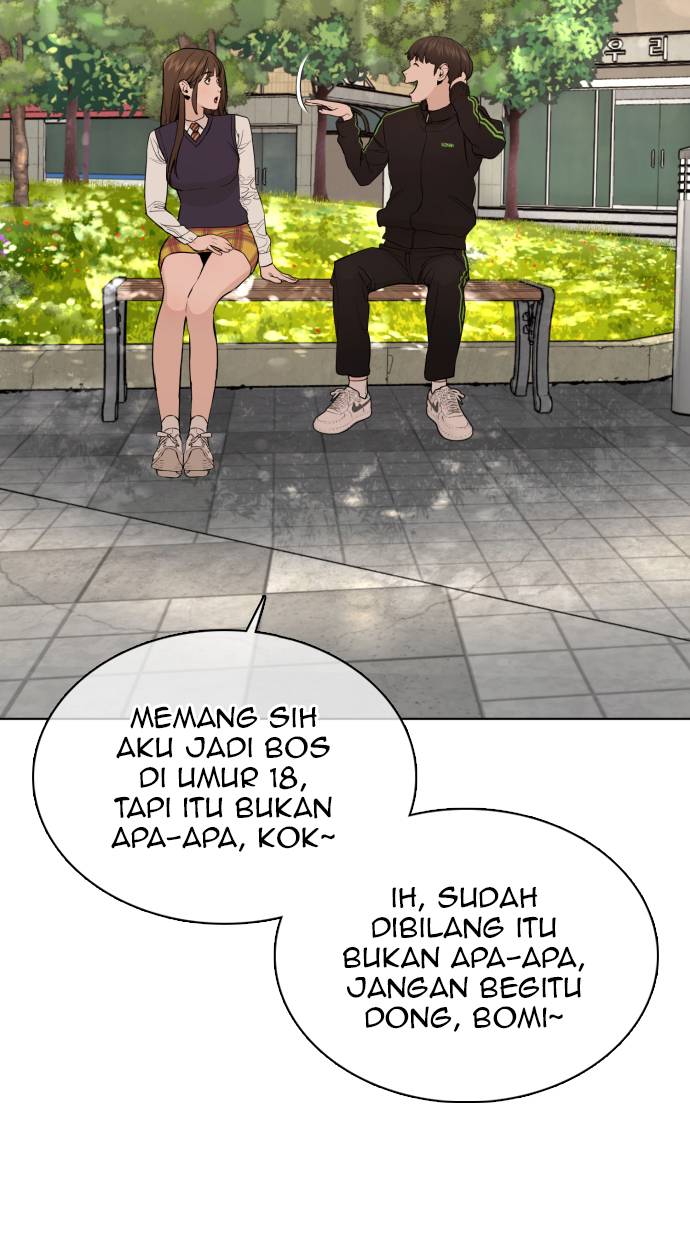 우리
MEMANG SIH
AKU JADI BOS
DI UMUR 18,
TAPI ITU BUKAN
APA-APA, KOK~
IH, SUDAH
DIBILANG ITU
BUKAN APA-APA,
JANGAN BEGITU
DONG, BOMI~